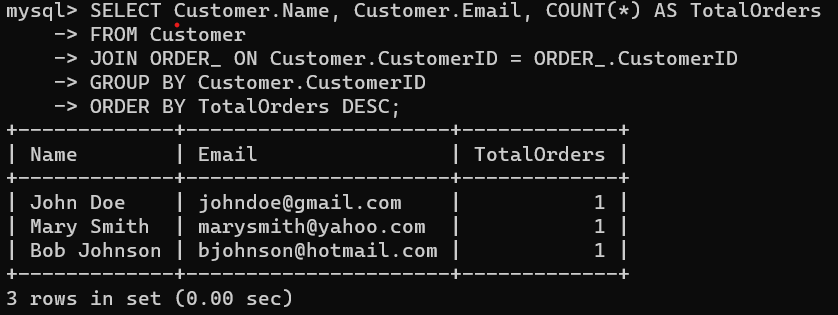 mysql> SELECT Customer.Name, Customer.Email, COUNT(*) AS TotalOrders
    -> FROM Customer
    -> JOIN ORDER_ ON Customer.CustomerID = ORDER_.CustomerID
    -> GROUP BY Customer.CustomerID
    -> ORDER BY TotalOrders DESC;
+-------------+----------------------+-------------+
| Name        | Email                | TotalOrders |
+-------------+----------------------+-------------+
| John Doe    | johndoe@gmail.com    |           1 |
| Mary Smith  | marysmith@yahoo.com  |           1 |
| Bob Johnson | bjohnson@hotmail.com |           1 |
+-------------+----------------------+-------------+
3 rows in set (0.00 sec)